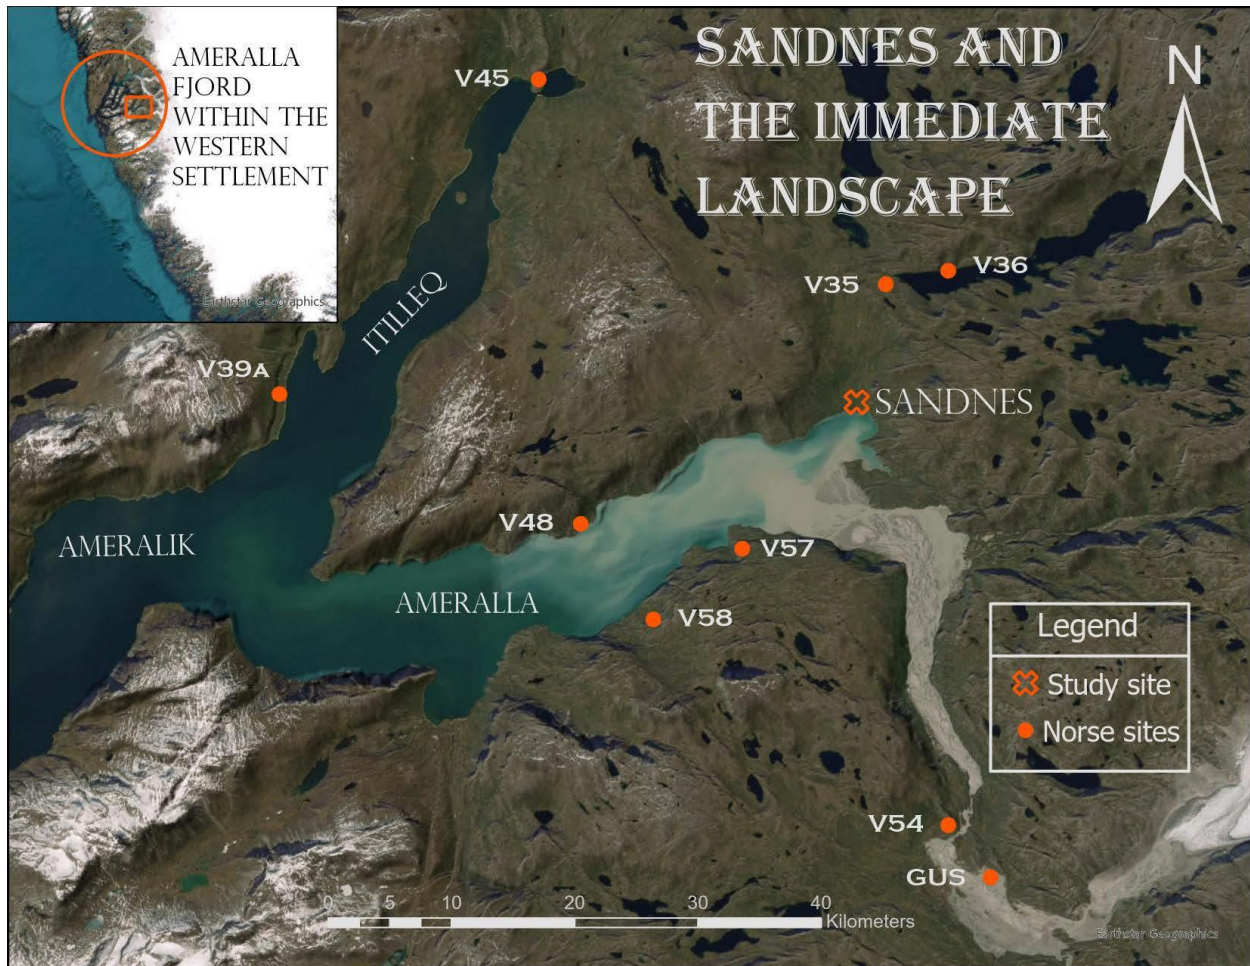 AMERALLA
FJORD
WITHIN THE
WESTERN
SETTLEMENT
Earthstar Geographics
SANDNES AND
THE IMMEDIATE
LANDSCAPE
N
V45
V35
V36
ITILLEQ
V39A
SANDNES
V48
V57
AMERALIK
AMERALLA
V58
Legend
Study site
Norse sites
V54
GUS
0 5 10 20 30 40
Kilometers
Earthstar Geographics